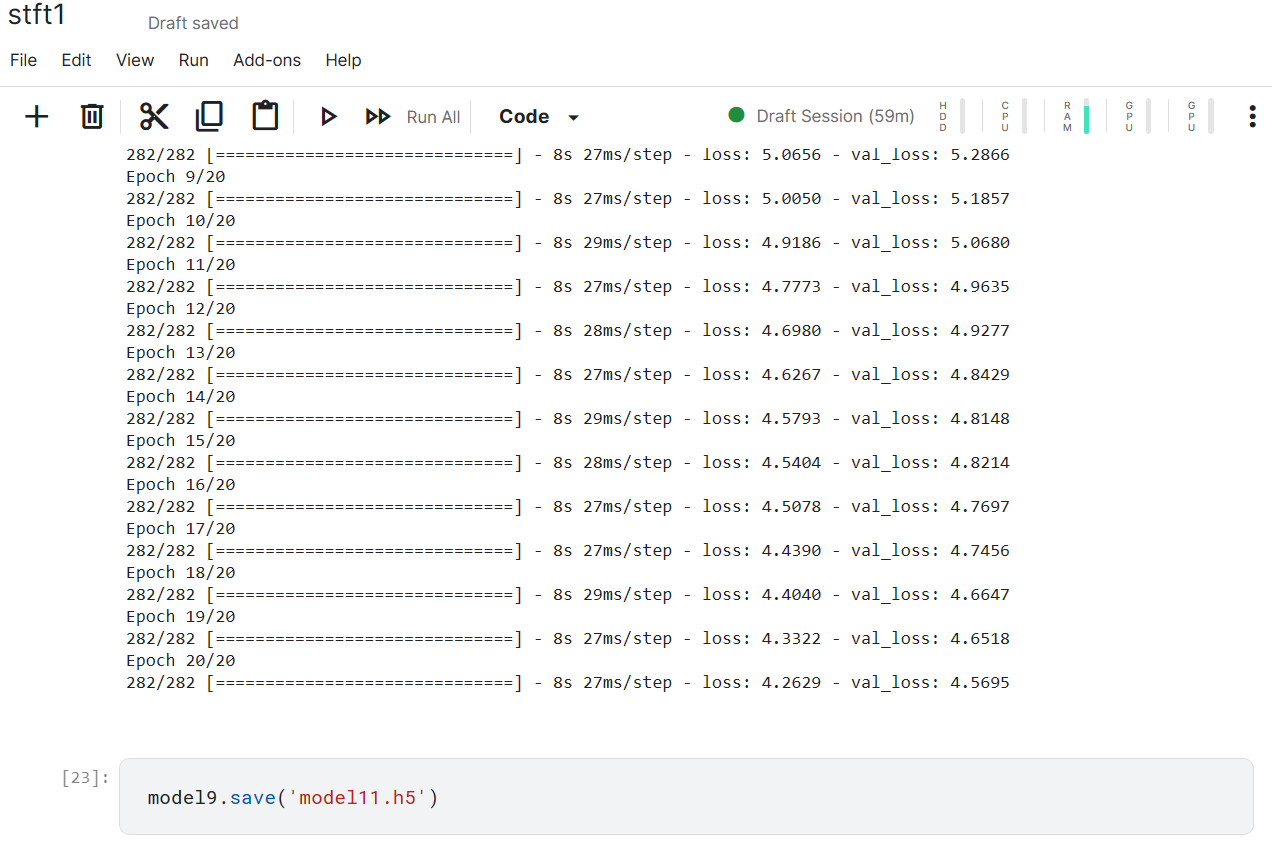 stft1
Draft saved
File Edit View Run Add-ons Help
Run All Code Draft Session (59m) HDD CPU RAM GPU GPU
282/282 [==============================] - 8s 27ms/step - loss: 5.0656 - val_loss: 5.2866
Epoch 9/20
282/282 [==============================] - 8s 27ms/step - loss: 5.0050 - val_loss: 5.1857
Epoch 10/20
282/282 [==============================] - 8s 29ms/step - loss: 4.9186 - val_loss: 5.0680
Epoch 11/20
282/282 [==============================] - 8s 27ms/step - loss: 4.7773 - val_loss: 4.9635
Epoch 12/20
282/282 [==============================] - 8s 28ms/step - loss: 4.6980 - val_loss: 4.9277
Epoch 13/20
282/282 [==============================] - 8s 27ms/step - loss: 4.6267 - val_loss: 4.8429
Epoch 14/20
282/282 [==============================] - 8s 29ms/step - loss: 4.5793 - val_loss: 4.8148
Epoch 15/20
282/282 [==============================] - 8s 28ms/step - loss: 4.5404 - val_loss: 4.8214
Epoch 16/20
282/282 [==============================] - 8s 27ms/step - loss: 4.5078 - val_loss: 4.7697
Epoch 17/20
282/282 [==============================] - 8s 27ms/step - loss: 4.4390 - val_loss: 4.7456
Epoch 18/20
282/282 [==============================] - 8s 29ms/step - loss: 4.4040 - val_loss: 4.6647
Epoch 19/20
282/282 [==============================] - 8s 27ms/step - loss: 4.3322 - val_loss: 4.6518
Epoch 20/20
282/282 [==============================] - 8s 27ms/step - loss: 4.2629 - val_loss: 4.5695
[23]:
model9.save('model11.h5')